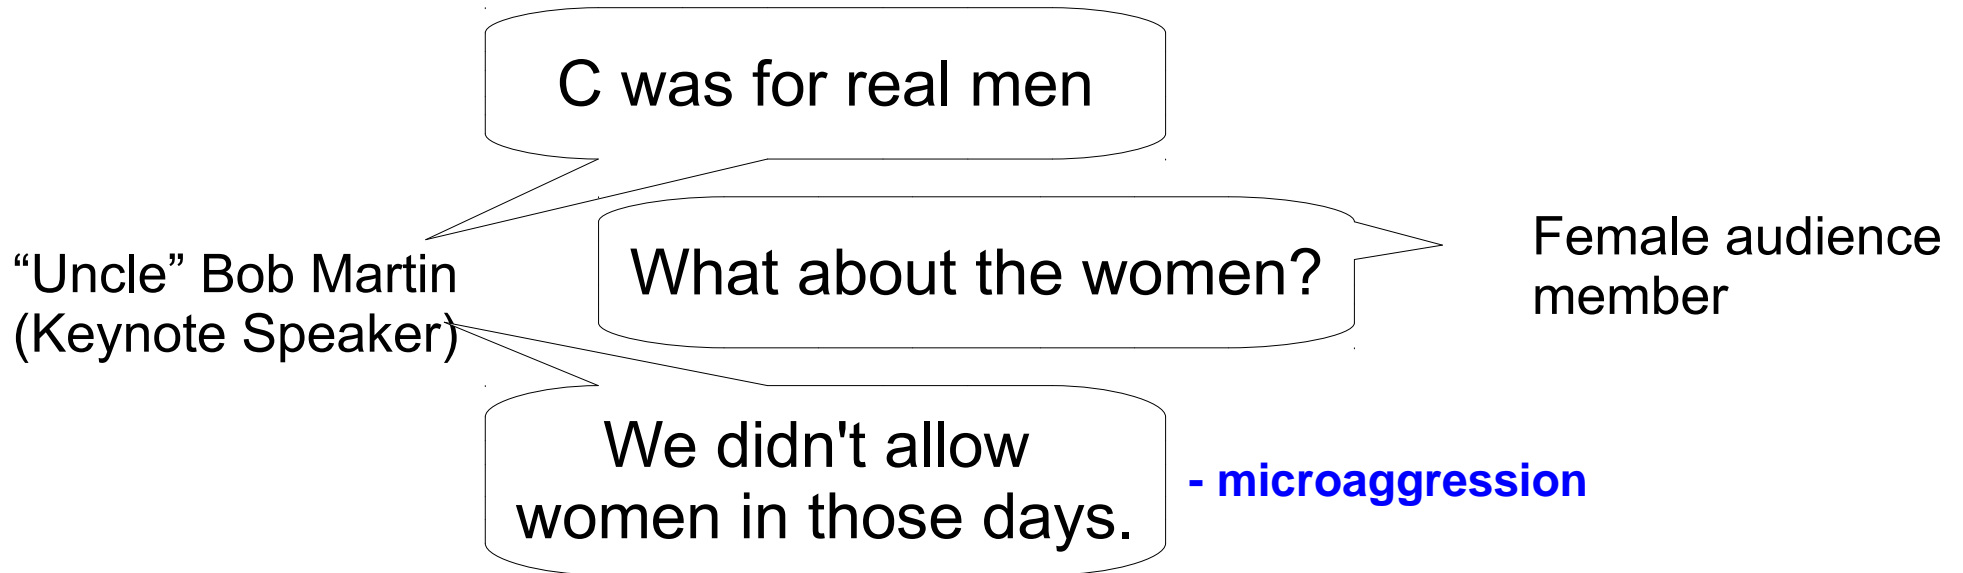 C was for real men
“Uncle” Bob Martin
(Keynote Speaker)
What about the women?
Female audience
member
We didn't allow
women in those days.
- microaggression